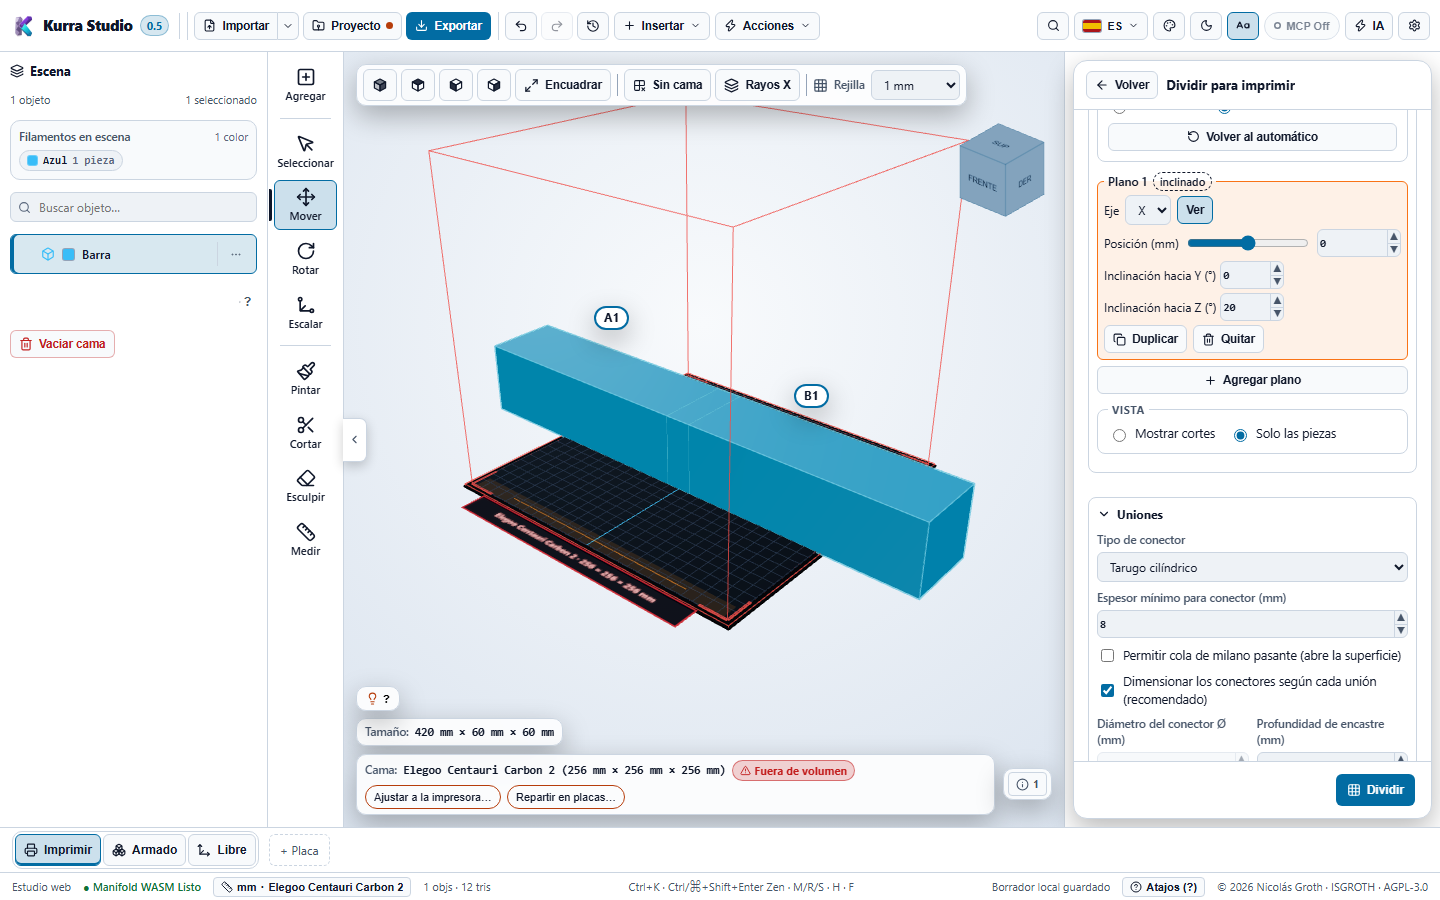 Kurra Studio 0.5
Importar
Proyecto
Exportar
Insertar
Acciones
ES
MCP Off
IA
Escena
1 objeto
1 seleccionado
Filamentos en escena
1 color
Azul 1 pieza
Buscar objeto...
Barra
?
Vaciar cama
Agregar
Seleccionar
Mover
Rotar
Escalar
Pintar
Cortar
Esculpir
Medir
Encuadrar
Sin cama
Rayos X
Rejilla
1 mm
SUP
FRENTE
DER
A1
B1
Elegoo Centauri Carbon 2 · 256 × 256 × 256 mm
?
Tamaño: 420 mm × 60 mm × 60 mm
Cama: Elegoo Centauri Carbon 2 (256 mm × 256 mm × 256 mm)
Fuera de volumen
Ajustar a la impresora...
Repartir en placas...
1
Volver
Dividir para imprimir
Volver al automático
Plano 1 inclinado
Eje X Ver
Posición (mm) 0
Inclinación hacia Y (°) 0
Inclinación hacia Z (°) 20
Duplicar
Quitar
Agregar plano
VISTA
Mostrar cortes
Solo las piezas
Uniones
Tipo de conector
Tarugo cilíndrico
Espesor mínimo para conector (mm)
8
Permitir cola de milano pasante (abre la superficie)
Dimensionar los conectores según cada unión
(recomendado)
Diámetro del conector Ø
(mm)
Profundidad de encastre
(mm)
Dividir
Imprimir
Armado
Libre
+ Placa
Estudio web
Manifold WASM Listo
mm · Elegoo Centauri Carbon 2
1 objs · 12 tris
Ctrl+K · Ctrl/⌘+Shift+Enter Zen · M/R/S · H · F
Borrador local guardado
Atajos (?)
© 2026 Nicolás Groth · ISGROTH · AGPL-3.0